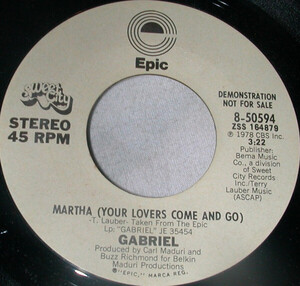 Epic
Sweet City
STEREO
45 RPM
DEMONSTRATION
NOT FOR SALE
8-50594
ZSS 164879
℗ 1978 CBS Inc.
3:22
Publisher:
Bema Music
Co., a division
of Sweet
City Records
Inc/Terry
Lauber Music
(ASCAP)
MARTHA (YOUR LOVERS COME AND GO)
-T. Lauber- Taken From The Epic
Lp: "GABRIEL" JE 35454
GABRIEL
Produced by Carl Maduri and
Buzz Richmond for Belkin
Maduri Productions
"EPIC," MARCA REG.